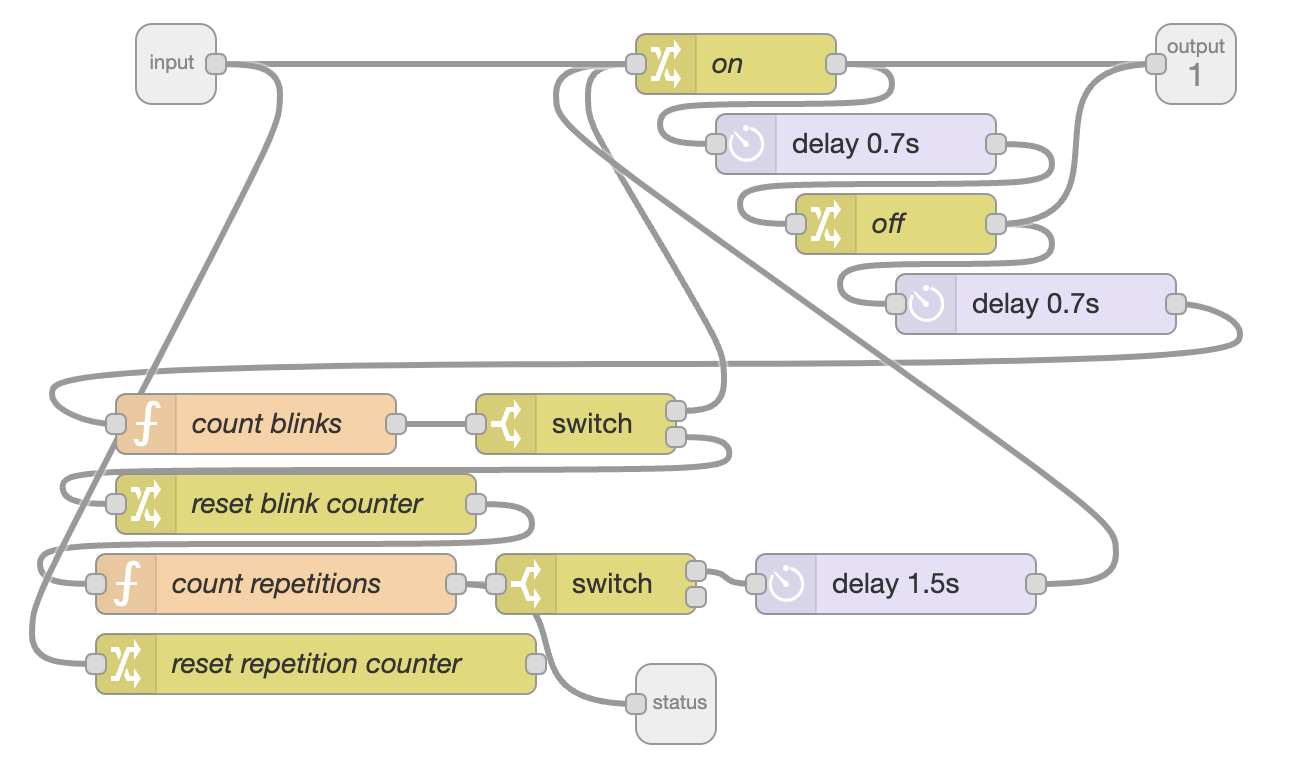 input
on
output
1
delay 0.7s
off
delay 0.7s
count blinks
switch
reset blink counter
count repetitions
switch
delay 1.5s
reset repetition counter
status